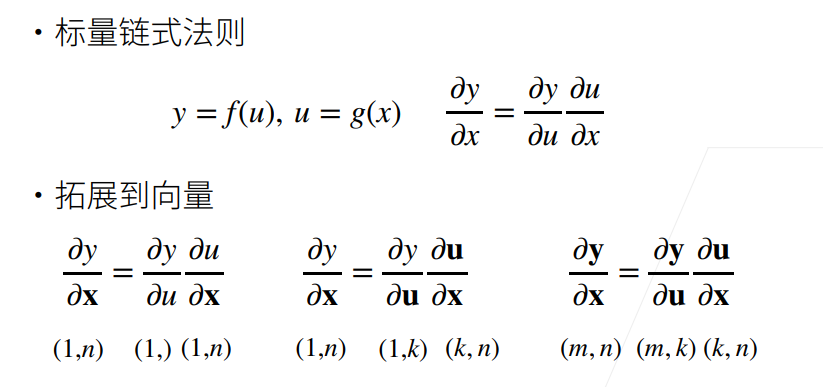 • 标量链式法则
y = f(u), u = g(x)  ∂y/∂x = ∂y/∂u ∂u/∂x
• 拓展到向量
∂y/∂𝐱 = ∂y/∂u ∂u/∂𝐱  ∂y/∂𝐱 = ∂y/∂𝐮 ∂𝐮/∂𝐱  ∂𝐲/∂𝐱 = ∂𝐲/∂𝐮 ∂𝐮/∂𝐱
(1,n) (1,) (1,n) (1,n) (1,k) (k, n) (m, n) (m, k) (k, n)